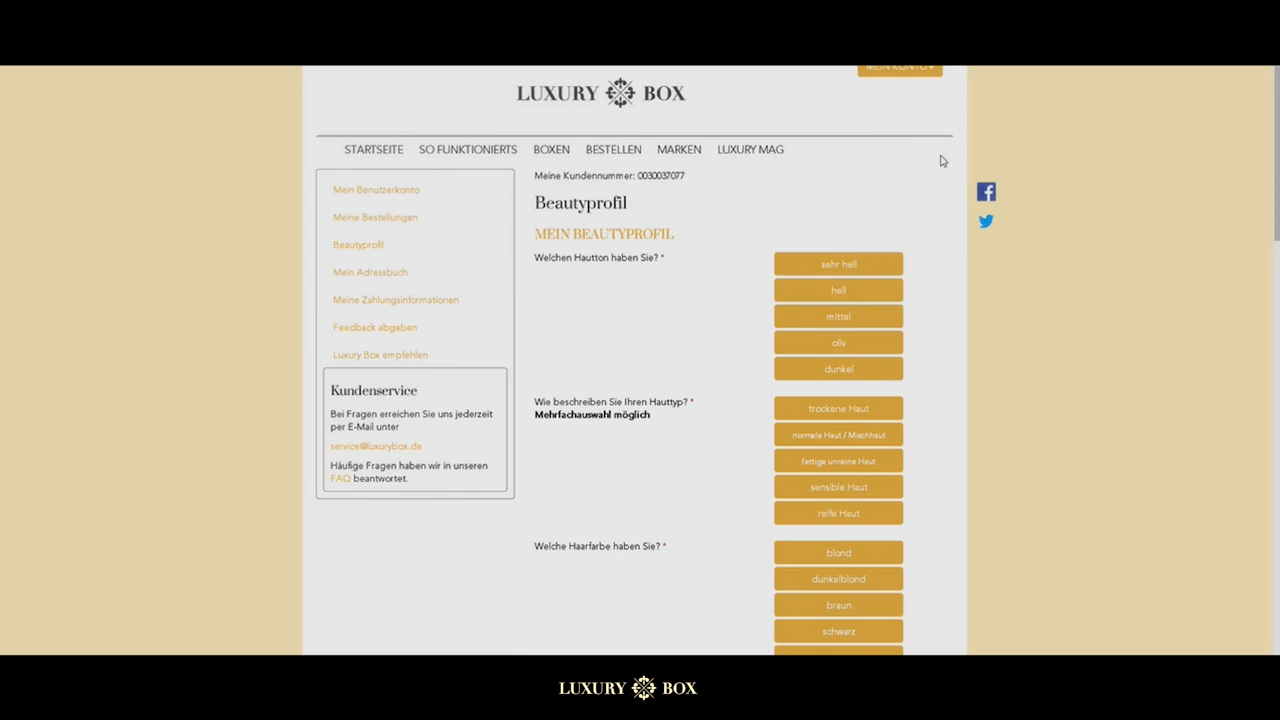 MEIN KONTO
LUXURY BOX
STARTSEITE SO FUNKTIONIERTS BOXEN BESTELLEN MARKEN LUXURY MAG
Mein Benutzerkonto
Meine Bestellungen
Beautyprofil
Mein Adressbuch
Meine Zahlungsinformationen
Feedback abgeben
Luxury Box empfehlen
Kundenservice
Bei Fragen erreichen Sie uns jederzeit
per E-Mail unter
service@luxurybox.de
Häufige Fragen haben wir in unseren
FAQ beantwortet.
Meine Kundennummer: 0030037077
Beautyprofil
MEIN BEAUTYPROFIL
Welchen Hautton haben Sie? *
sehr hell
hell
mittel
oliv
dunkel
Wie beschreiben Sie Ihren Hauttyp? *
Mehrfachauswahl möglich
trockene Haut
normale Haut / Mischhaut
fettige unreine Haut
sensible Haut
reife Haut
Welche Haarfarbe haben Sie? *
blond
dunkelblond
braun
schwarz
LUXURY BOX